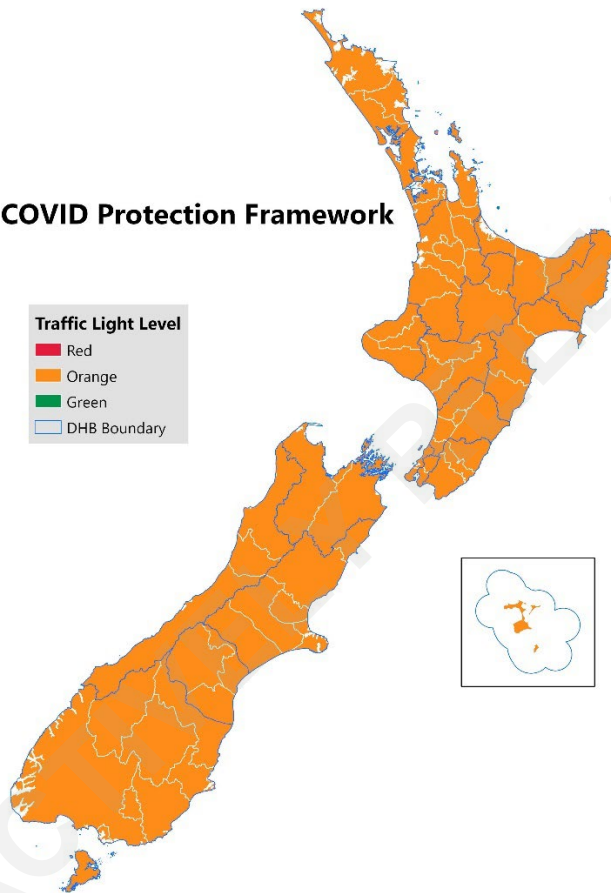 COVID Protection Framework
Traffic Light Level
Red
Orange
Green
DHB Boundary